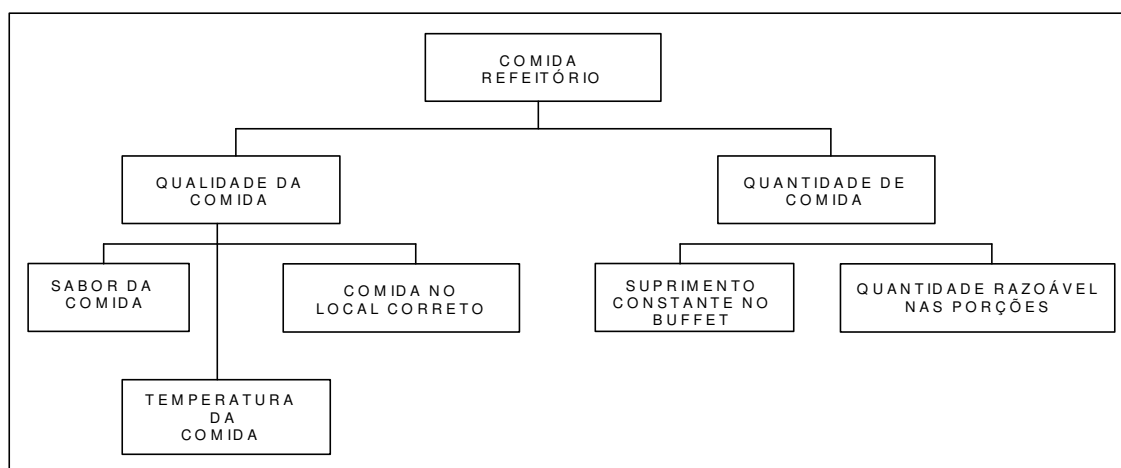 COMIDA
REFEITÓRIO
QUALIDADE DA
COMIDA
QUANTIDADE DE
COMIDA
SABOR DA
COMIDA
COMIDA NO
LOCAL CORRETO
SUPRIMENTO
CONSTANTE NO
BUFFET
QUANTIDADE RAZOÁVEL
NAS PORÇÕES
TEMPERATURA
DA
COMIDA